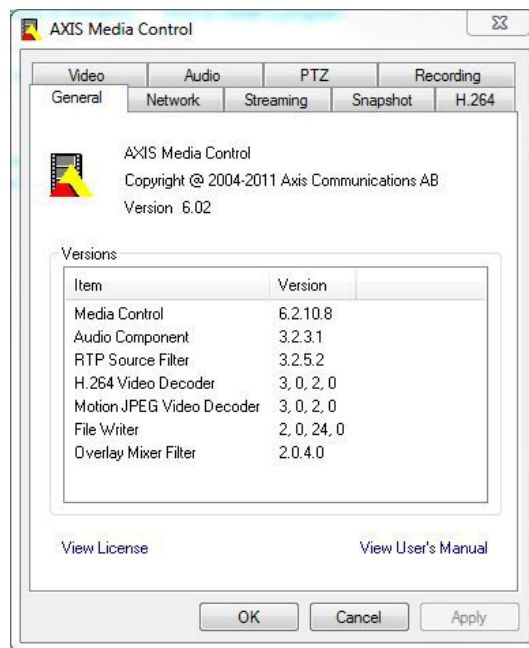 AXIS Media Control
Video Audio PTZ Recording
General Network Streaming Snapshot H.264
AXIS Media Control
Copyright @ 2004-2011 Axis Communications AB
Version 6.02
Versions
Item Version
Media Control 6.2.10.8
Audio Component 3.2.3.1
RTP Source Filter 3.2.5.2
H.264 Video Decoder 3, 0, 2, 0
Motion JPEG Video Decoder 3, 0, 2, 0
File Writer 2, 0, 24, 0
Overlay Mixer Filter 2.0.4.0
View License View User's Manual
OK Cancel Apply